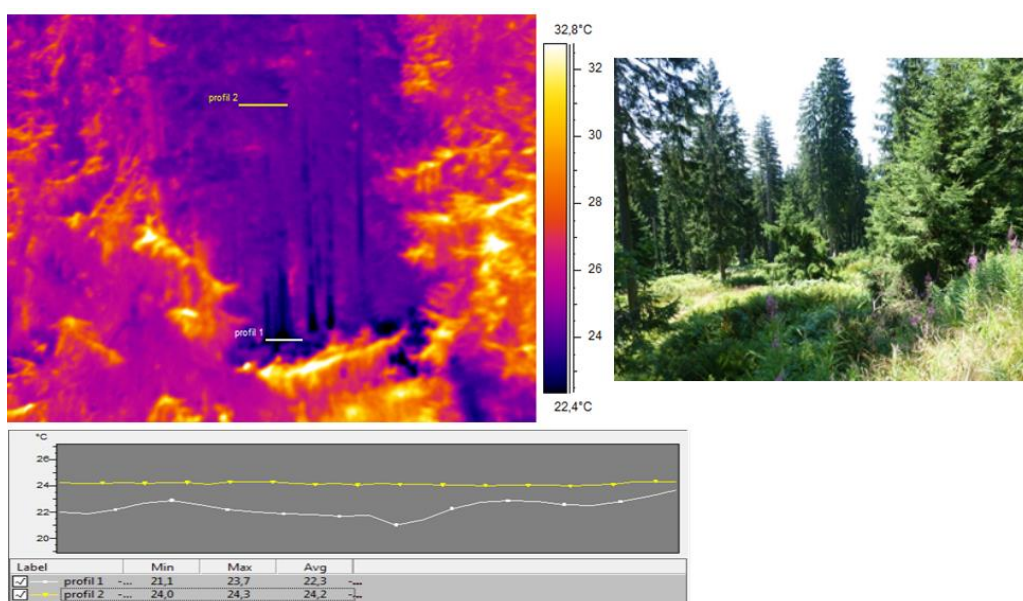 32,8°C
profil 2
32
30
28
26
24
profil 1
22,4°C
°C
26
24
22
20
Label Min Max Avg
profil 1 -... 21,1 23,7 22,3 -...
profil 2 -... 24,0 24,3 24,2 -...